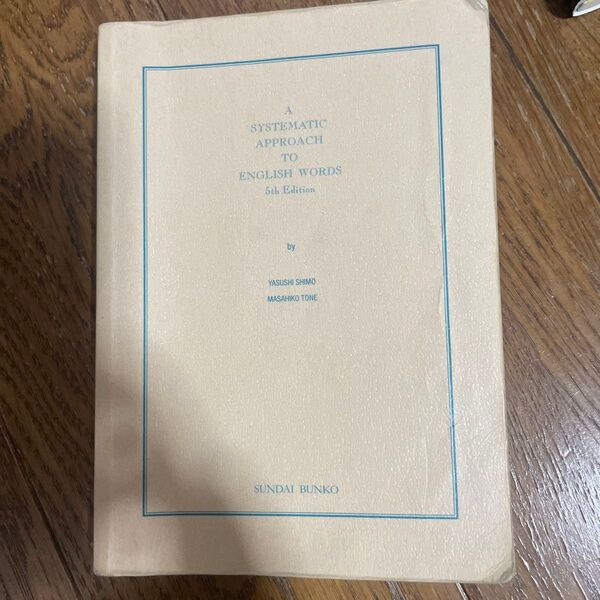 A
SYSTEMATIC
APPROACH
TO
ENGLISH WORDS
5th Edition
by
YASUSHI SHIMO
MASAHIKO TONE
SUNDAI BUNKO